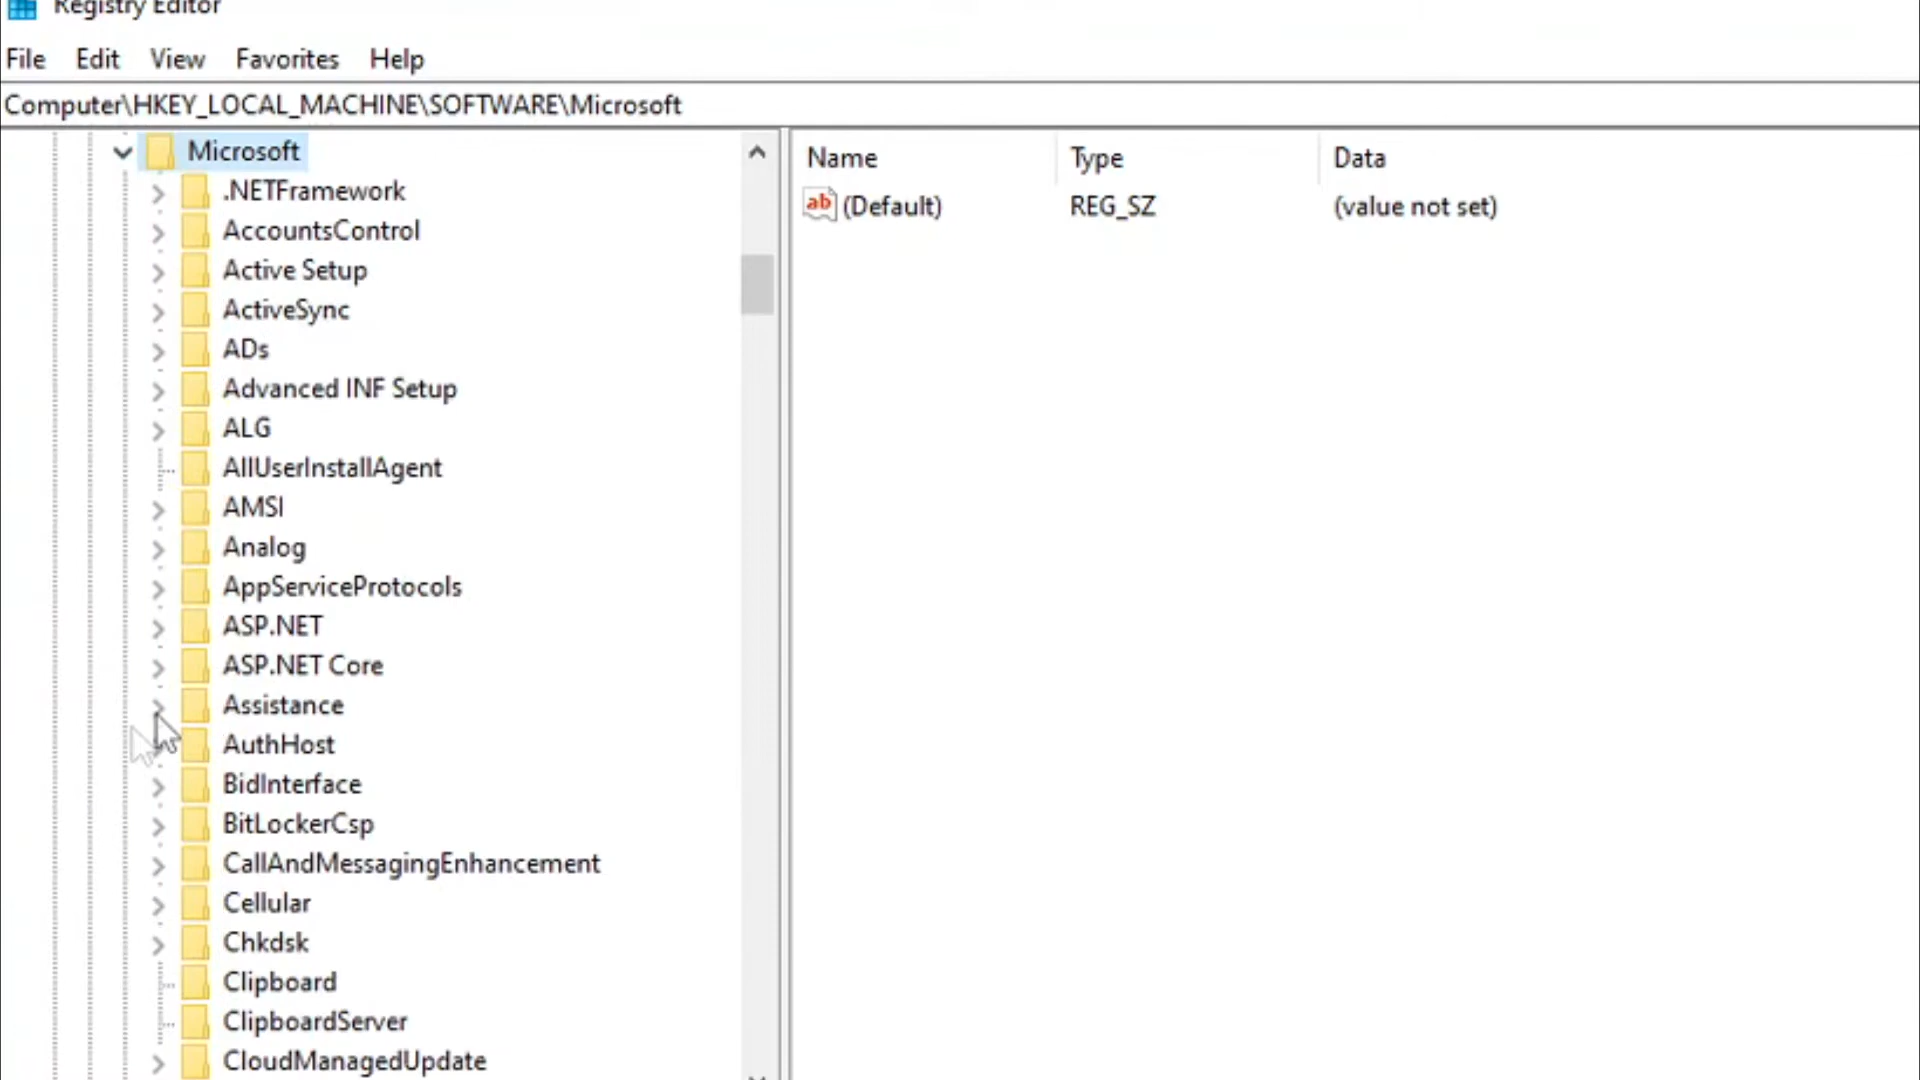 Registry Editor
File Edit View Favorites Help
Computer\HKEY_LOCAL_MACHINE\SOFTWARE\Microsoft
Microsoft
.NETFramework
AccountsControl
Active Setup
ActiveSync
ADs
Advanced INF Setup
ALG
AllUserInstallAgent
AMSI
Analog
AppServiceProtocols
ASP.NET
ASP.NET Core
Assistance
AuthHost
BidInterface
BitLockerCsp
CallAndMessagingEnhancement
Cellular
Chkdsk
Clipboard
ClipboardServer
CloudManagedUpdate
Name Type Data
ab (Default) REG_SZ (value not set)